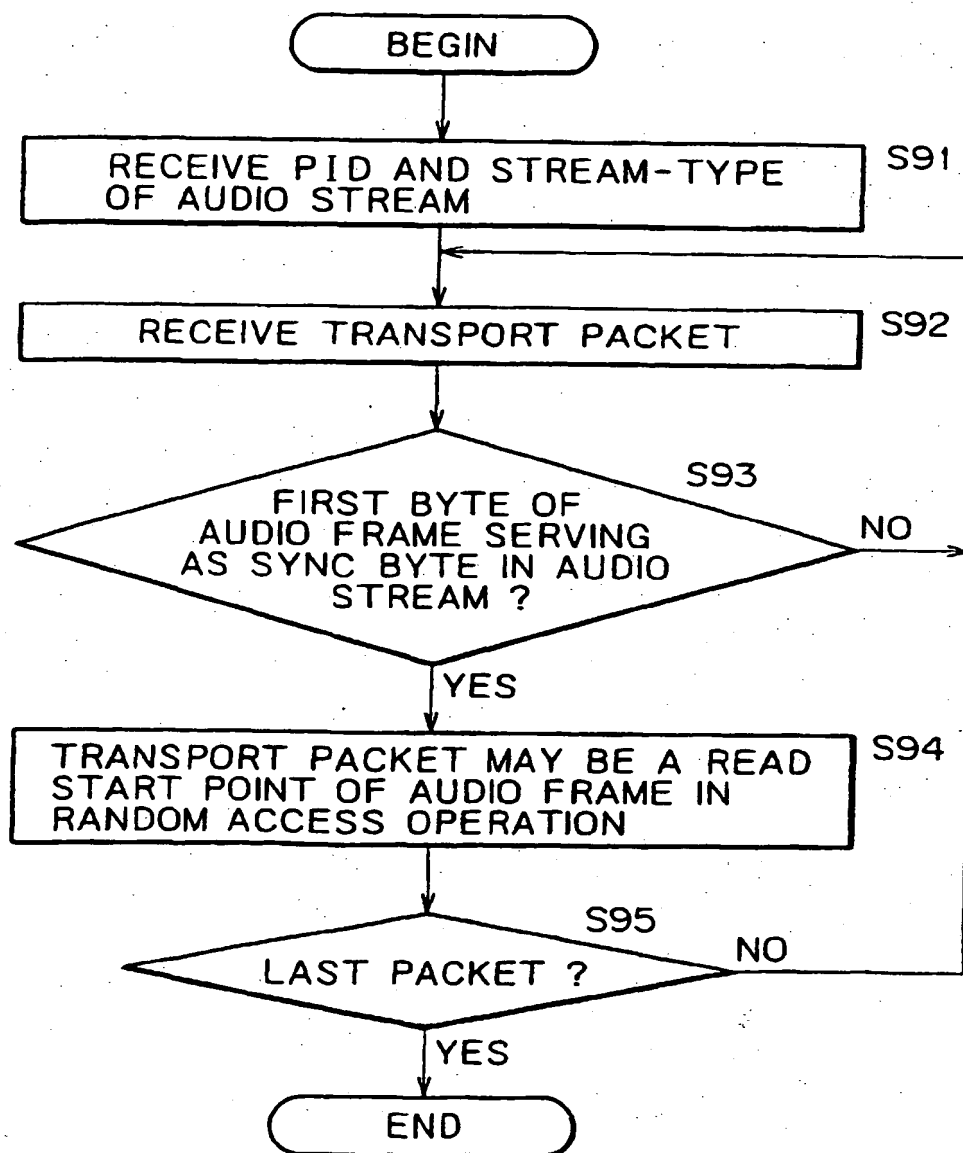 BEGIN
RECEIVE PID AND STREAM-TYPE
OF AUDIO STREAM
S91
RECEIVE TRANSPORT PACKET
S92
S93
FIRST BYTE OF
AUDIO FRAME SERVING
AS SYNC BYTE IN AUDIO
STREAM ?
NO
YES
TRANSPORT PACKET MAY BE A READ
START POINT OF AUDIO FRAME IN
RANDOM ACCESS OPERATION
S94
S95
LAST PACKET ?
NO
YES
END